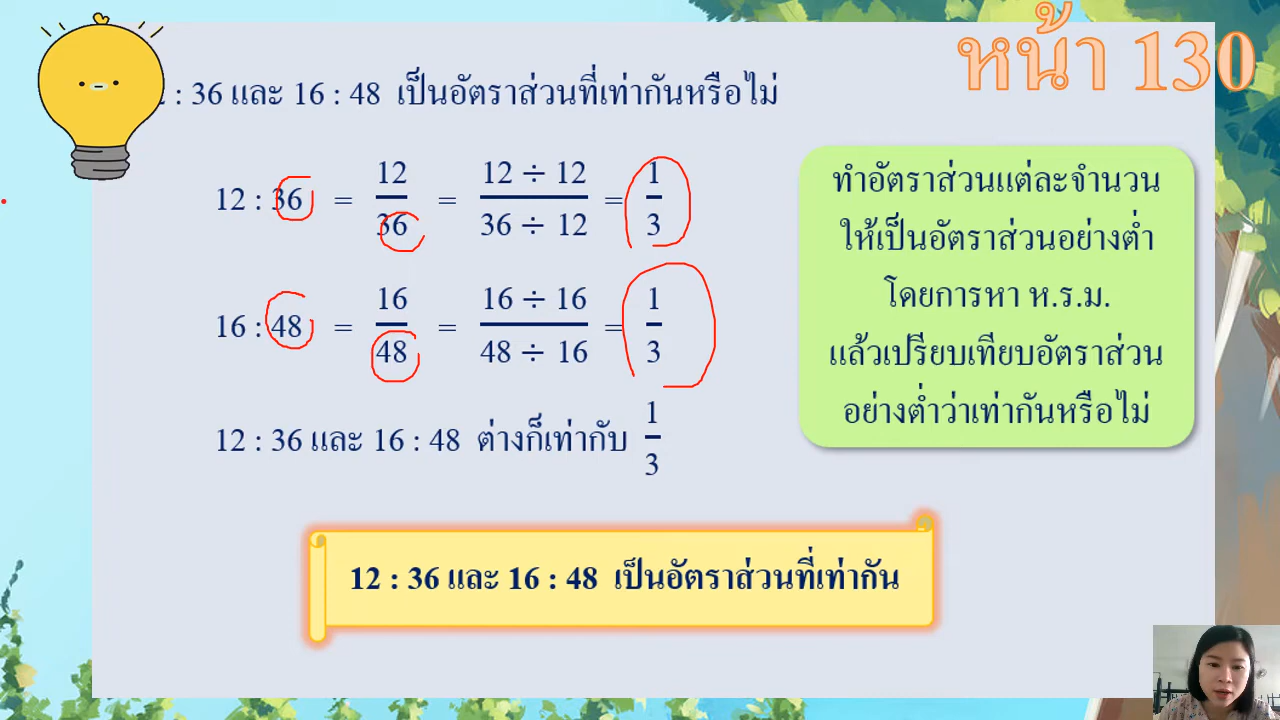 หน้า 130
: 36 และ 16 : 48 เป็นอัตราส่วนที่เท่ากันหรือไม่
12 : 36 = 12/36 = 12 ÷ 12/36 ÷ 12 = 1/3
16 : 48 = 16/48 = 16 ÷ 16/48 ÷ 16 = 1/3
12 : 36 และ 16 : 48 ต่างก็เท่ากับ 1/3
ทำอัตราส่วนแต่ละจำนวน
ให้เป็นอัตราส่วนอย่างต่ำ
โดยการหา ห.ร.ม.
แล้วเปรียบเทียบอัตราส่วน
อย่างต่ำว่าเท่ากันหรือไม่
12 : 36 และ 16 : 48 เป็นอัตราส่วนที่เท่ากัน